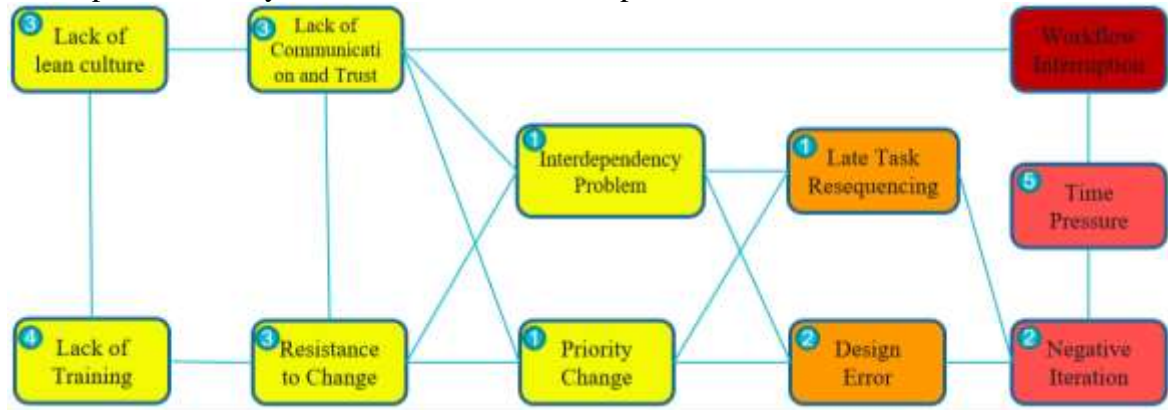 3
Lack of
lean culture
3
Lack of
Communicati
on and Trust
Workflow
Interruption
1
Interdependency
Problem
1
Late Task
Resequencing
5
Time
Pressure
4
Lack of
Training
3
Resistance
to Change
1
Priority
Change
2
Design
Error
2
Negative
Iteration